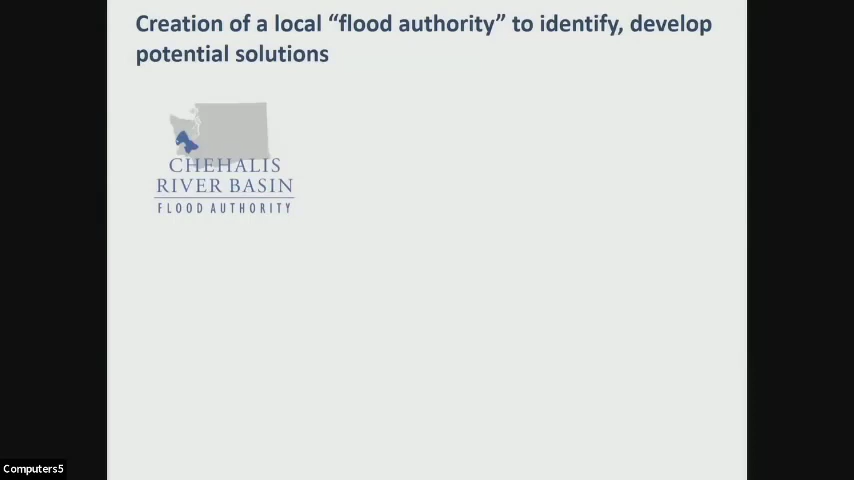 Creation of a local “flood authority” to identify, develop
potential solutions
CHEHALIS
RIVER BASIN
FLOOD AUTHORITY
Computers5